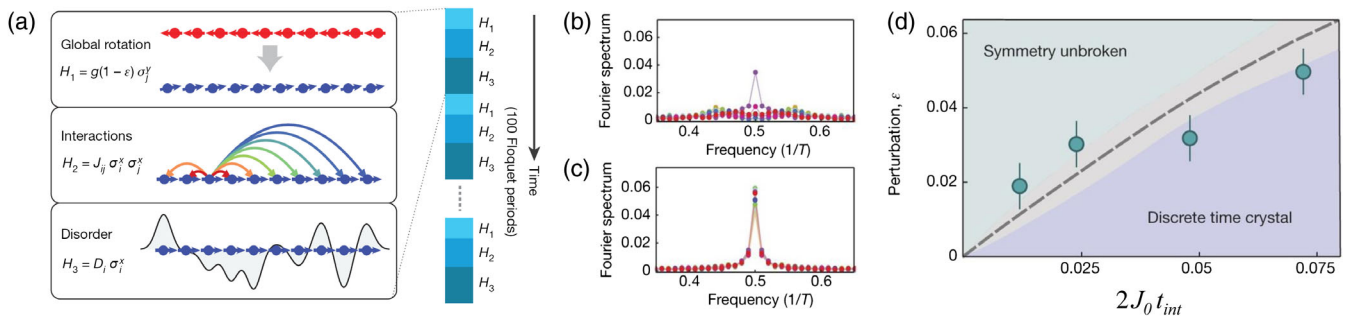 (a)
Global rotation
H₁ = g(1 − ε) σⱼʸ
Interactions
H₂ = Jᵢⱼ σᵢˣ σⱼˣ
Disorder
H₃ = Dᵢ σᵢˣ
H₁
H₂
H₃
H₁
H₂
H₃
H₁
H₂
H₃
(100 Floquet periods)
Time
(b)
Fourier spectrum
0.06
0.04
0.02
0
0.4
0.5
0.6
Frequency (1/T)
(c)
Fourier spectrum
0.06
0.04
0.02
0
0.4
0.5
0.6
Frequency (1/T)
(d)
Perturbation, ε
0.06
0.04
0.02
0.00
Symmetry unbroken
Discrete time crystal
0.025
0.05
0.075
2J₀ tᵢₙₜ